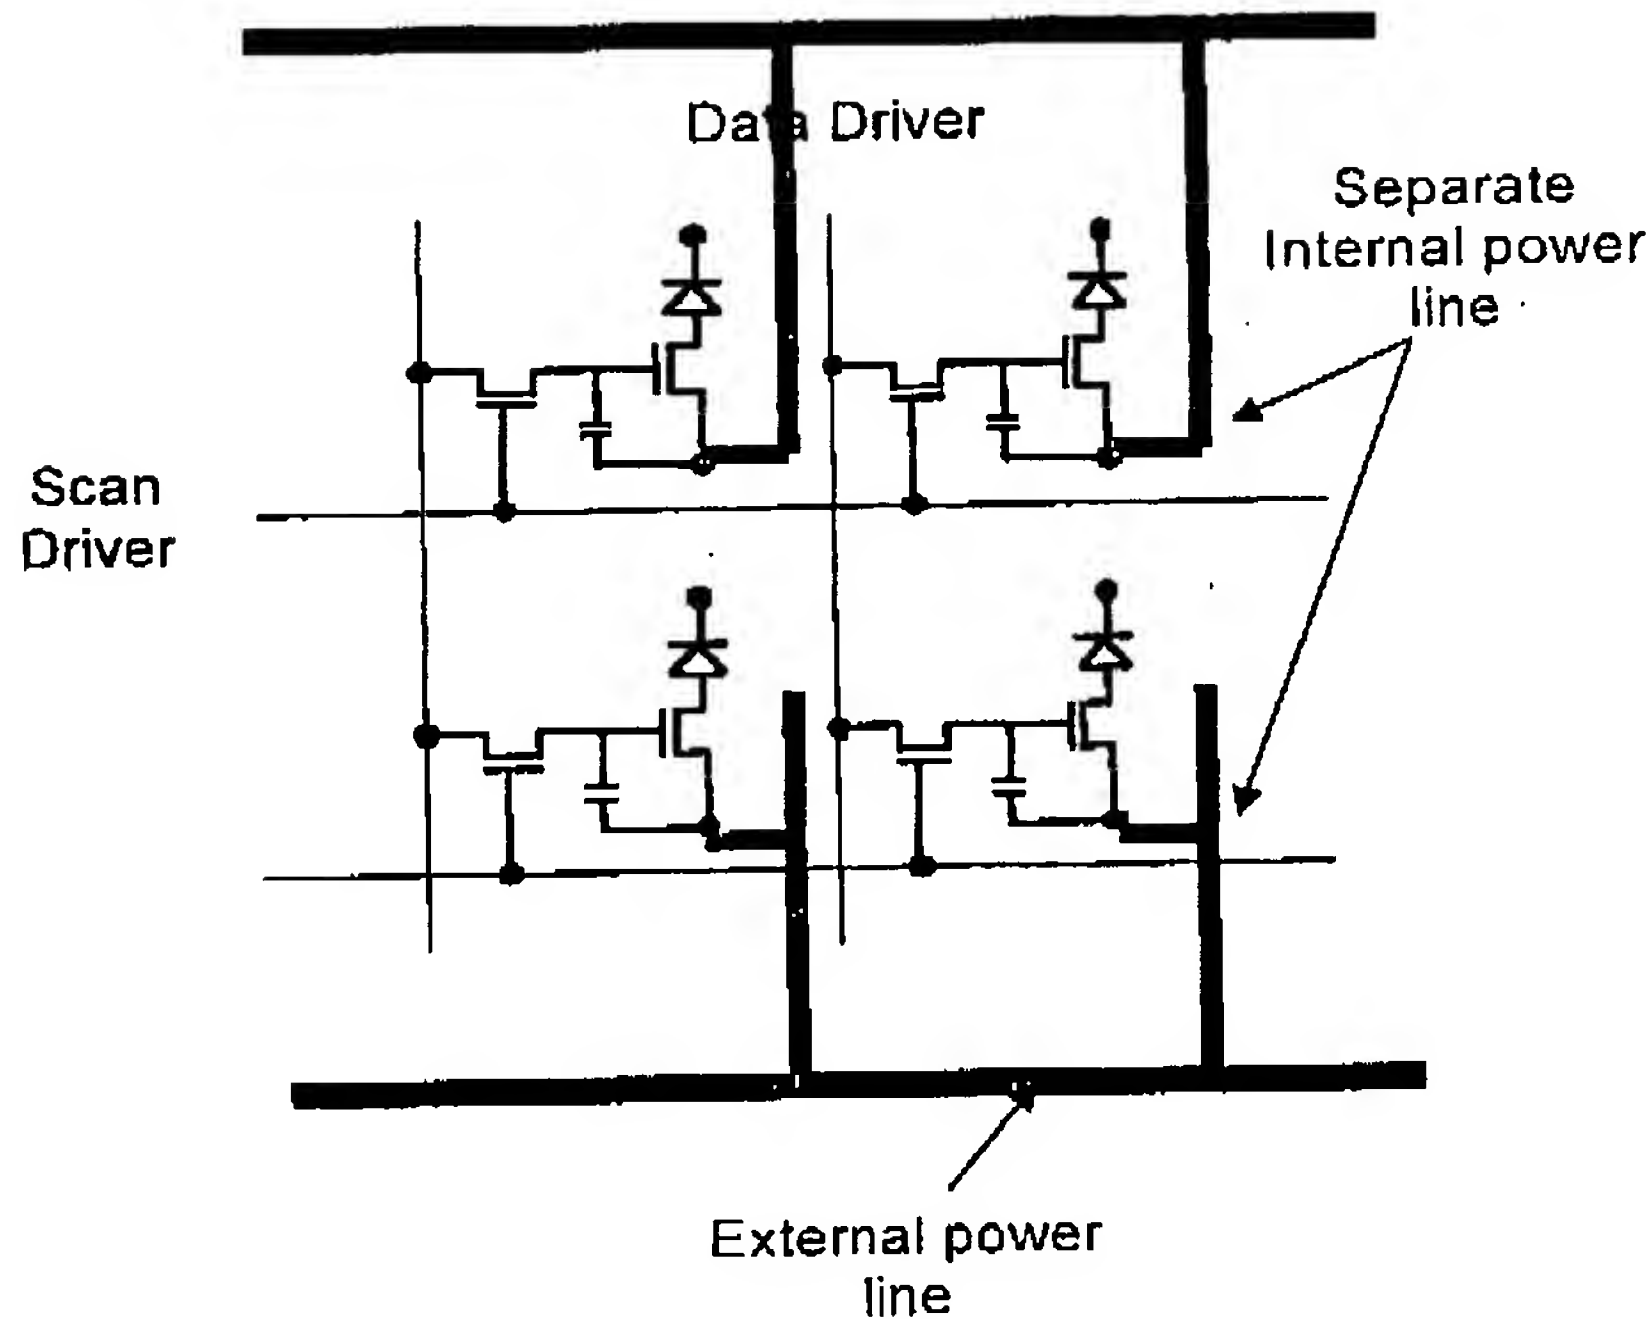 Data Driver
Separate
Internal power
line
Scan
Driver
External power
line